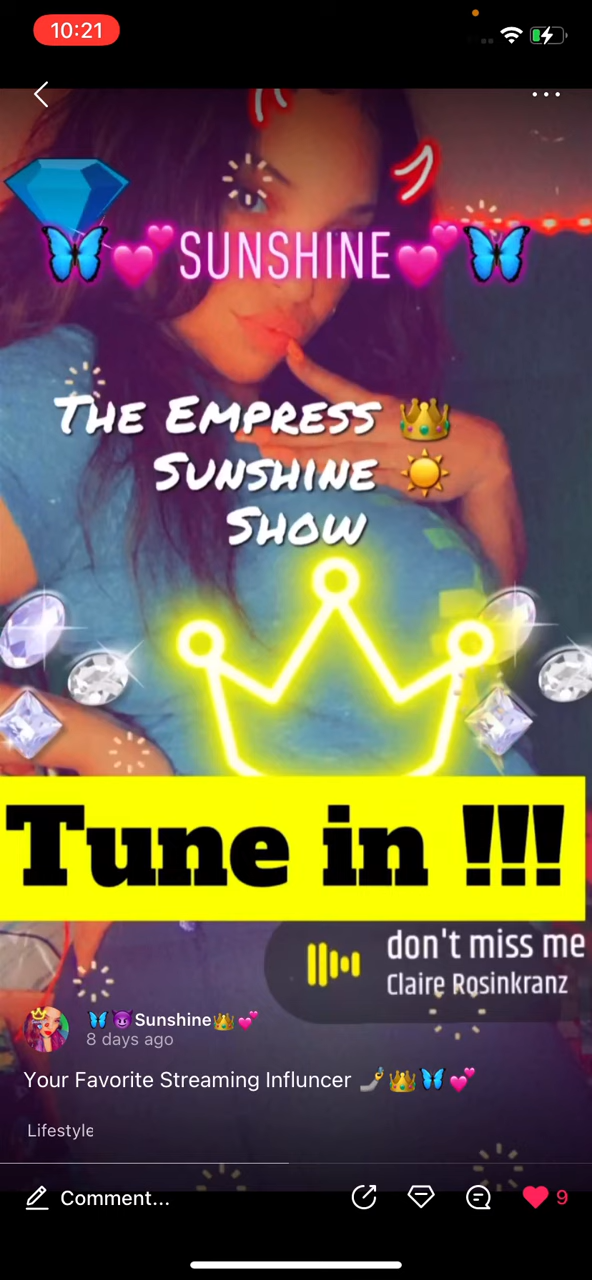 10:21
🦋💕SUNSHINE💕🦋
THE EMPRESS 👑
SUNSHINE ☀️
SHOW
Tune in !!!
don't miss me
Claire Rosinkranz
🦋😈Sunshine👑💕
8 days ago
Your Favorite Streaming Influncer 🤳👑🦋💕
Lifestyle
Comment...
9